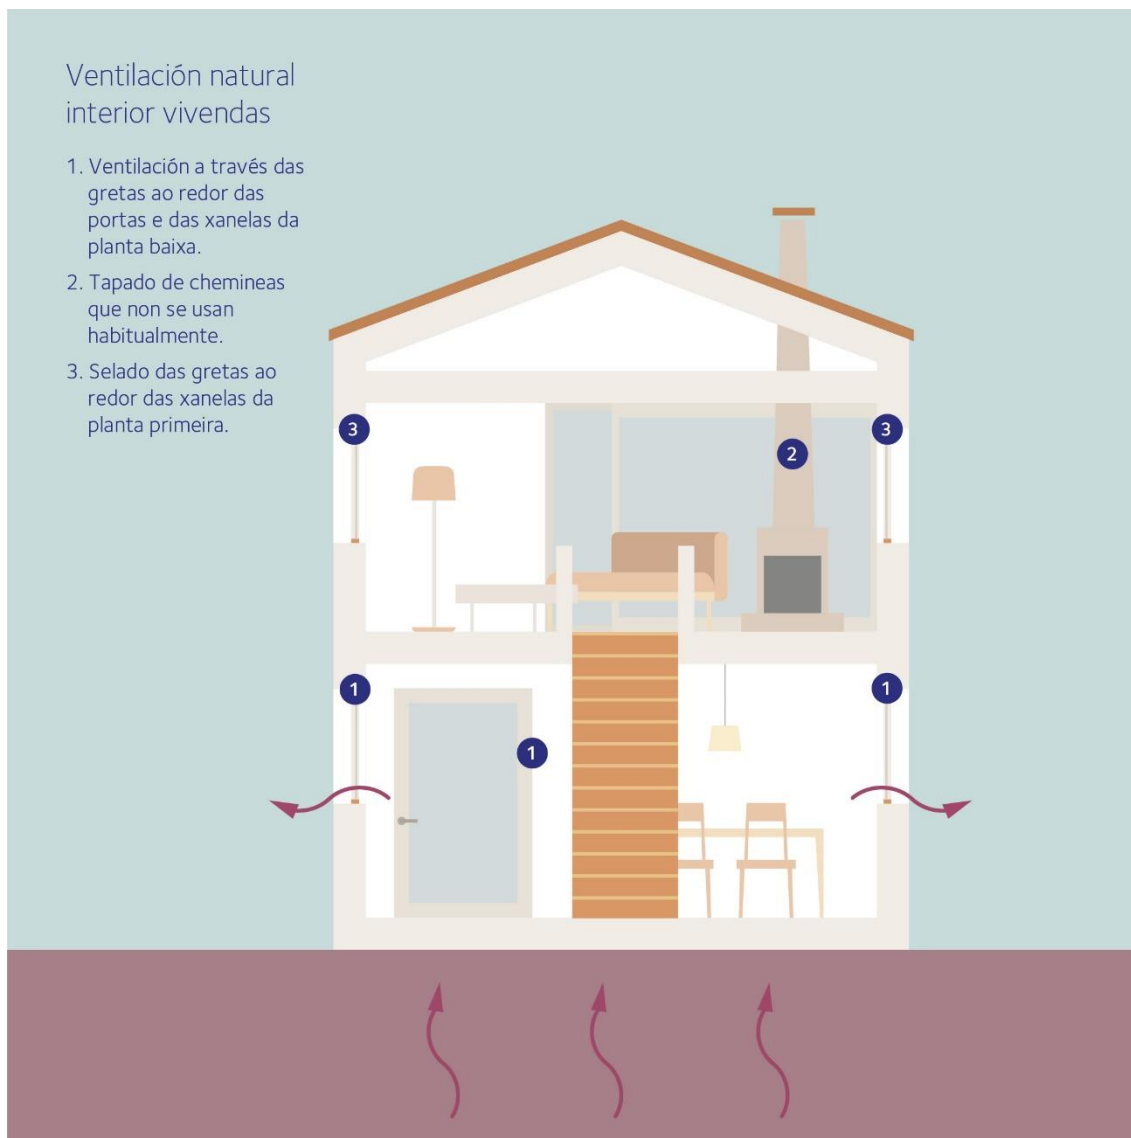 Ventilación natural
interior vivendas
1. Ventilación a través das
gretas ao redor das
portas e das xanelas da
planta baixa.
2. Tapado de chemineas
que non se usan
habitualmente.
3. Selado das gretas ao
redor das xanelas da
planta primeira.
3
3
2
1
1
1